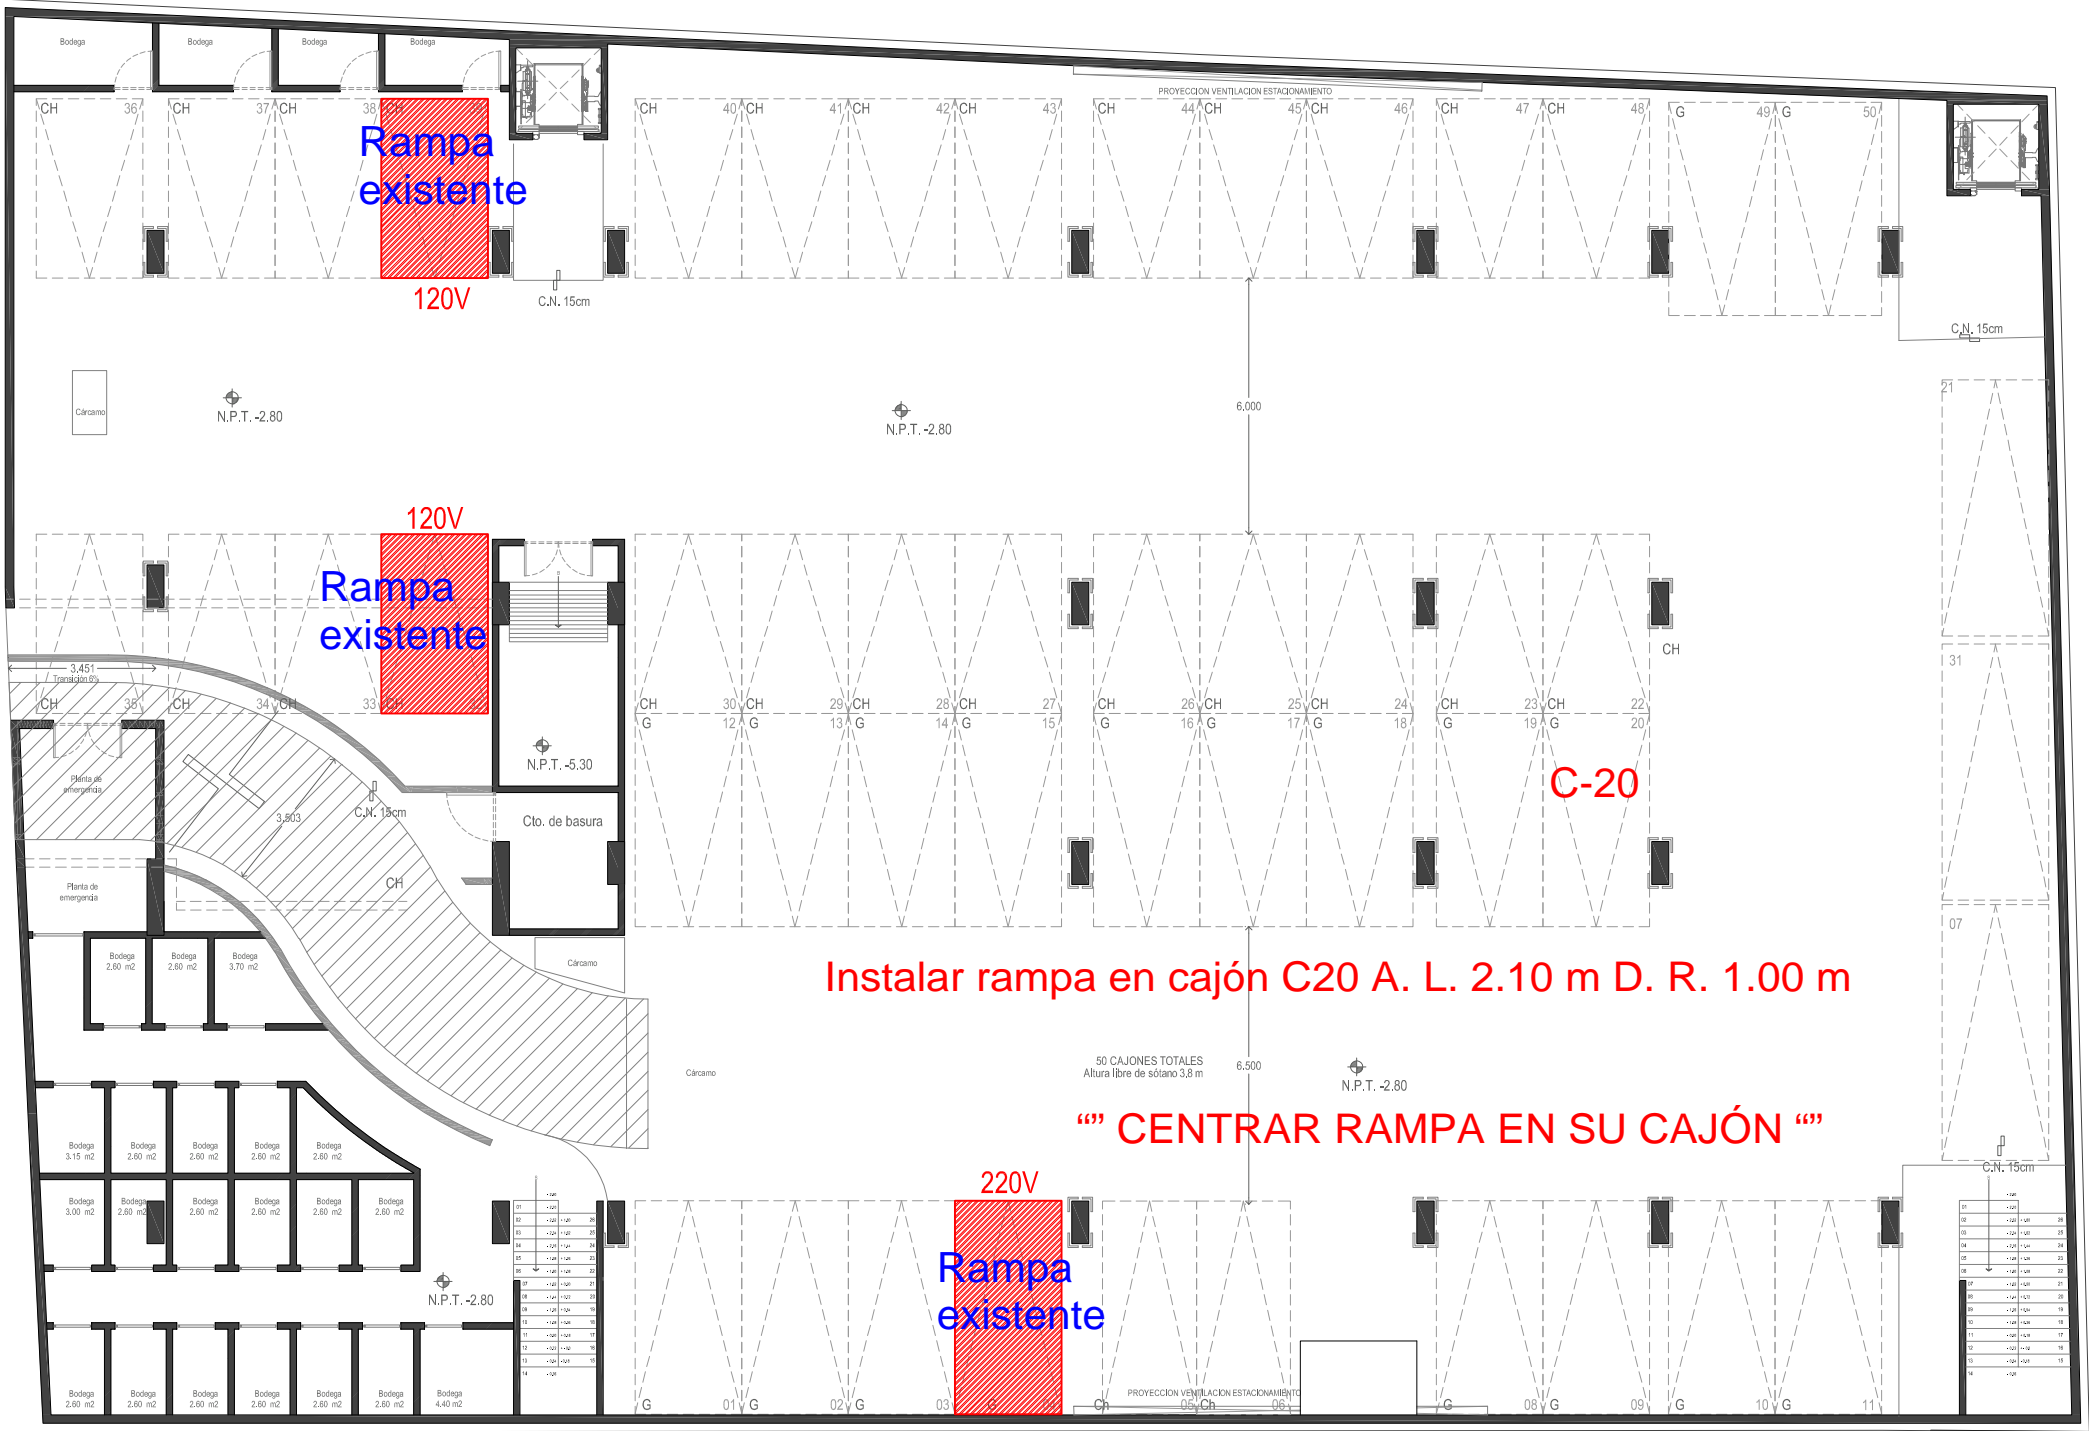 Bodega
Bodega
Bodega
Bodega
PROYECCION VENTILACION ESTACIONAMIENTO
CH 36
CH 37
CH 38
CH
CH 40
CH 41
CH 42
CH 43
CH 44
CH 45
CH 46
CH 47
CH 48
G 49
G 50
Rampa
existente
120V
C.N. 15cm
C.N. 15cm
Cárcamo
N.P.T. -2.80
N.P.T. -2.80
6.000
21
120V
Rampa
existente
3.451
Transición 6%
CH
31
CH 35
CH 34
CH 33
CH
CH 30
CH 29
CH 28
CH 27
CH 26
CH 25
CH 24
CH 23
CH 22
G 12
G 13
G 14
G 15
G 16
G 17
G 18
G 19
G 20
N.P.T. -5.30
Planta de
emergencia
C-20
3.503
C.N. 15cm
Cto. de basura
CH
Planta de
emergencia
07
Bodega
2.60 m2
Bodega
2.60 m2
Bodega
3.70 m2
Cárcamo
Instalar rampa en cajón C20 A. L. 2.10 m D. R. 1.00 m
50 CAJONES TOTALES
Altura libre de sótano 3,8 m
6.500
Cárcamo
N.P.T. -2.80
“” CENTRAR RAMPA EN SU CAJÓN “”
Bodega
3.15 m2
Bodega
2.60 m2
Bodega
2.60 m2
Bodega
2.60 m2
Bodega
2.60 m2
C.N. 15cm
220V
Bodega
3.00 m2
Bodega
2.60 m2
Bodega
2.60 m2
Bodega
2.60 m2
Bodega
2.60 m2
Bodega
2.60 m2
Rampa
existente
N.P.T. -2.80
Bodega
2.60 m2
Bodega
2.60 m2
Bodega
2.60 m2
Bodega
2.60 m2
Bodega
2.60 m2
Bodega
2.60 m2
Bodega
4.40 m2
PROYECCION VENTILACION ESTACIONAMIENTO
G 01
G 02
G 03
G
Ch 05
Ch 06
G 08
G 09
G 10
G 11